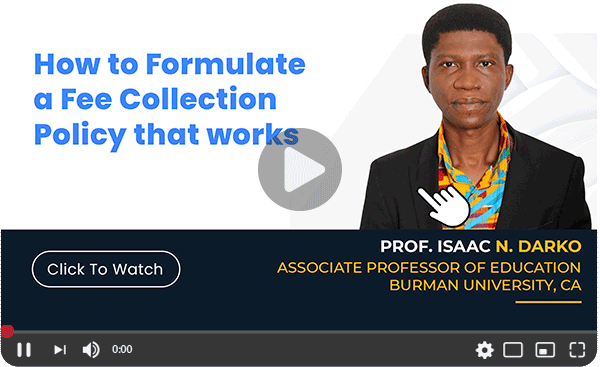 How to Formulate
a Fee Collection
Policy that works
PROF. ISAAC N. DARKO
ASSOCIATE PROFESSOR OF EDUCATION
BURMAN UNIVERSITY, CA
Click To Watch
0:00